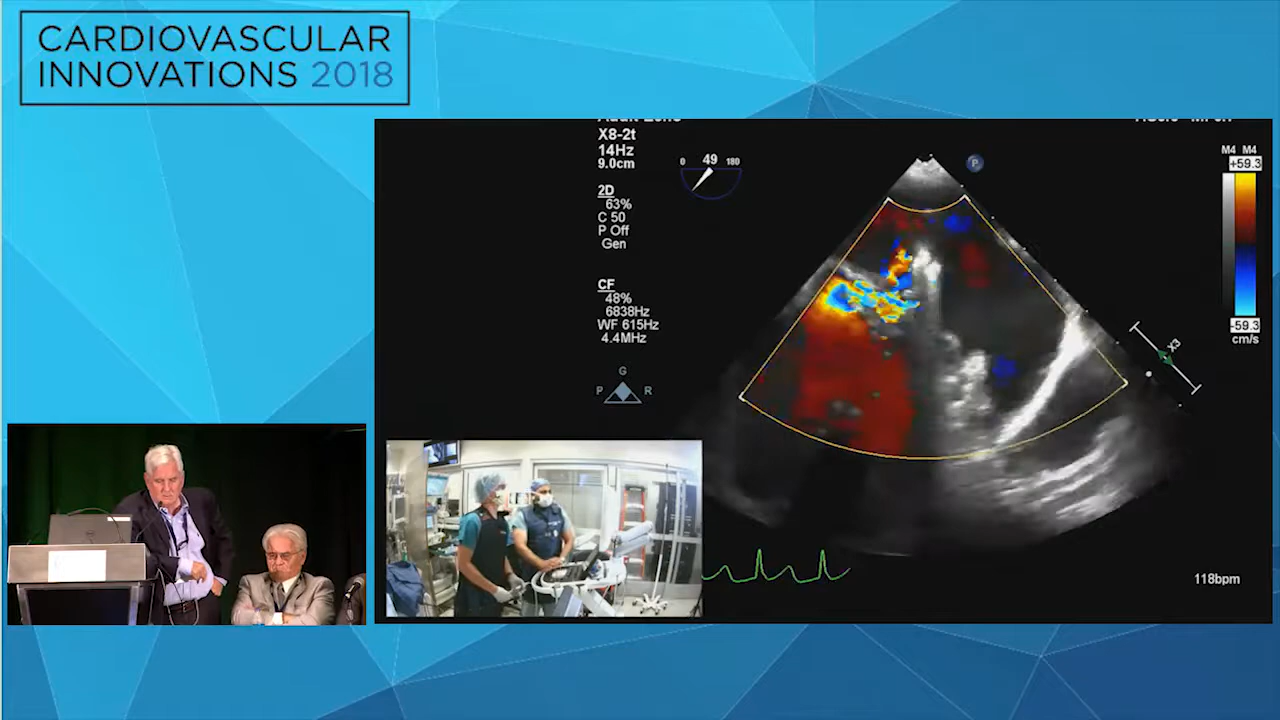 CARDIOVASCULAR
INNOVATIONS 2018
X8-2t
14Hz
9.0cm
2D
63%
C 50
P Off
Gen
CF
48%
6838Hz
WF 615Hz
4.4MHz
G
P R
0 49 180
P
M4 M4
+59.3
-59.3
cm/s
X3
118bpm